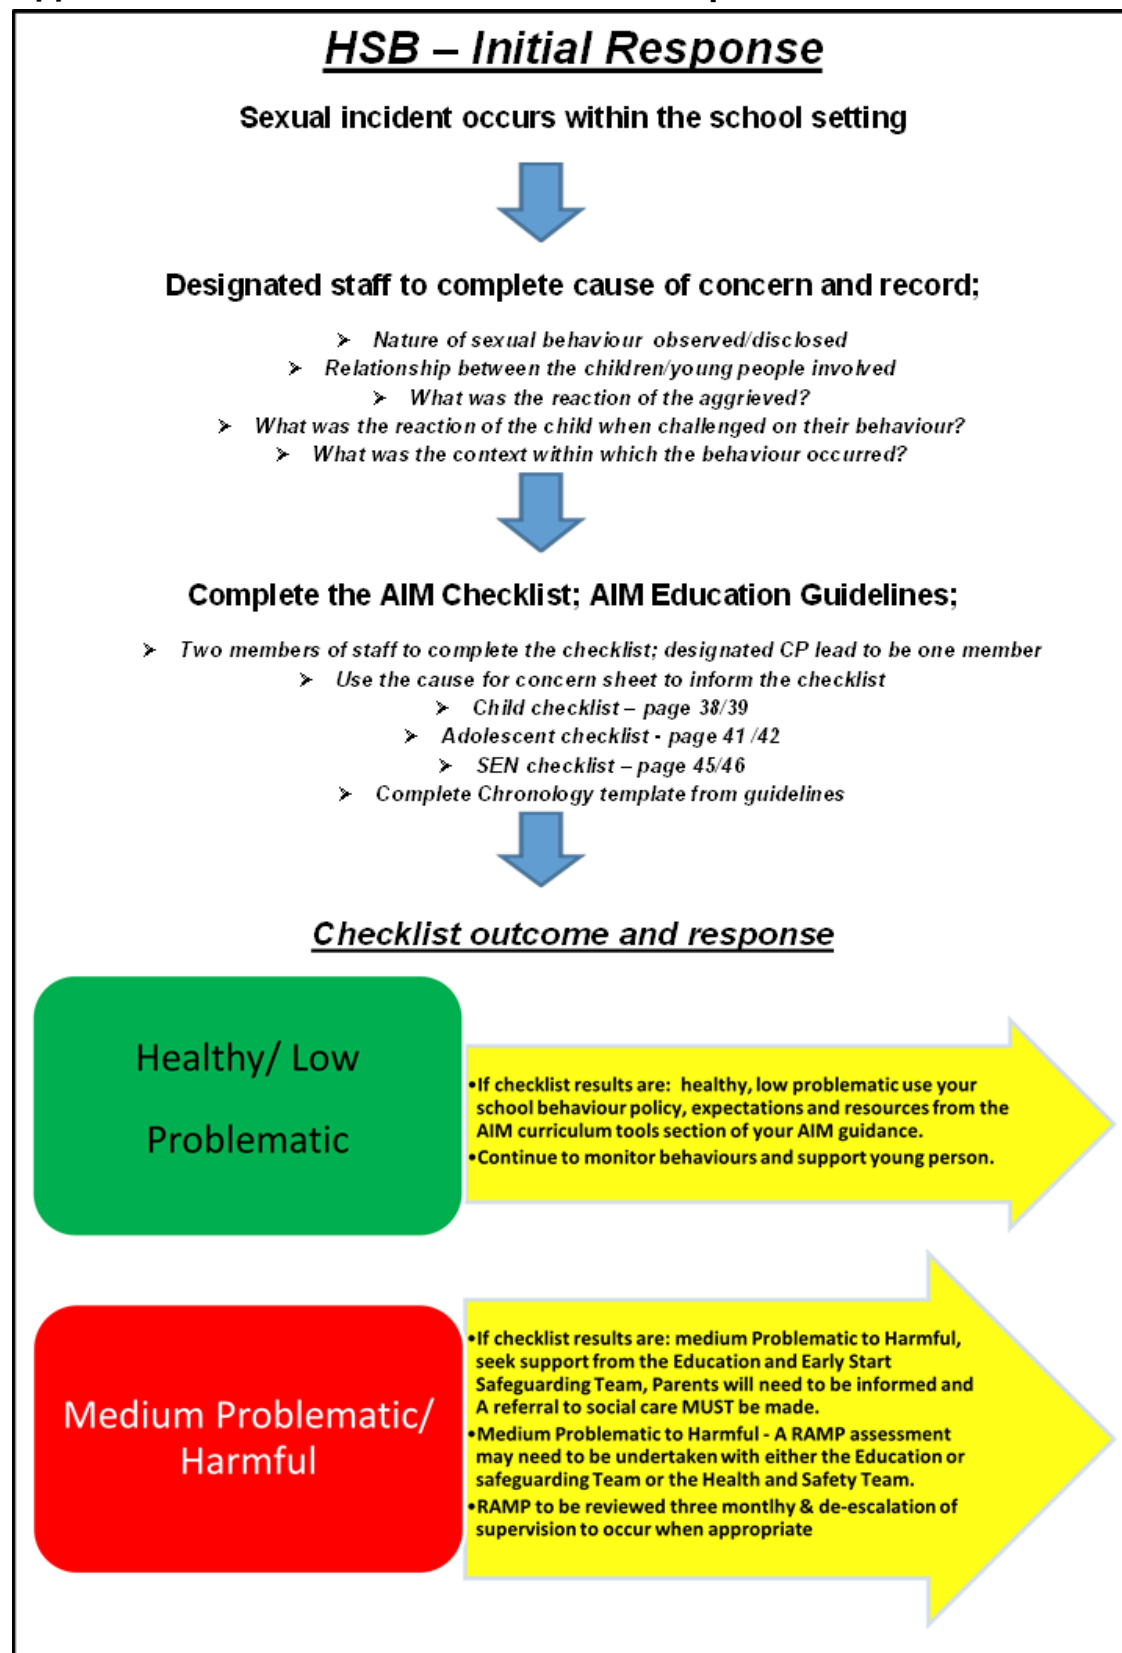 HSB – Initial Response
Sexual incident occurs within the school setting
Designated staff to complete cause of concern and record;
➢ Nature of sexual behaviour observed/disclosed
➢ Relationship between the children/young people involved
➢ What was the reaction of the aggrieved?
➢ What was the reaction of the child when challenged on their behaviour?
➢ What was the context within which the behaviour occurred?
Complete the AIM Checklist; AIM Education Guidelines;
➢ Two members of staff to complete the checklist; designated CP lead to be one member
➢ Use the cause for concern sheet to inform the checklist
➢ Child checklist – page 38/39
➢ Adolescent checklist - page 41 /42
➢ SEN checklist – page 45/46
➢ Complete Chronology template from guidelines
Checklist outcome and response
Healthy/ Low
Problematic
•If checklist results are: healthy, low problematic use your
school behaviour policy, expectations and resources from the
AIM curriculum tools section of your AIM guidance.
•Continue to monitor behaviours and support young person.
Medium Problematic/
Harmful
•If checklist results are: medium Problematic to Harmful,
seek support from the Education and Early Start
Safeguarding Team, Parents will need to be informed and
A referral to social care MUST be made.
•Medium Problematic to Harmful - A RAMP assessment
may need to be undertaken with either the Education or
safeguarding Team or the Health and Safety Team.
•RAMP to be reviewed three montlhy & de-escalation of
supervision to occur when appropriate